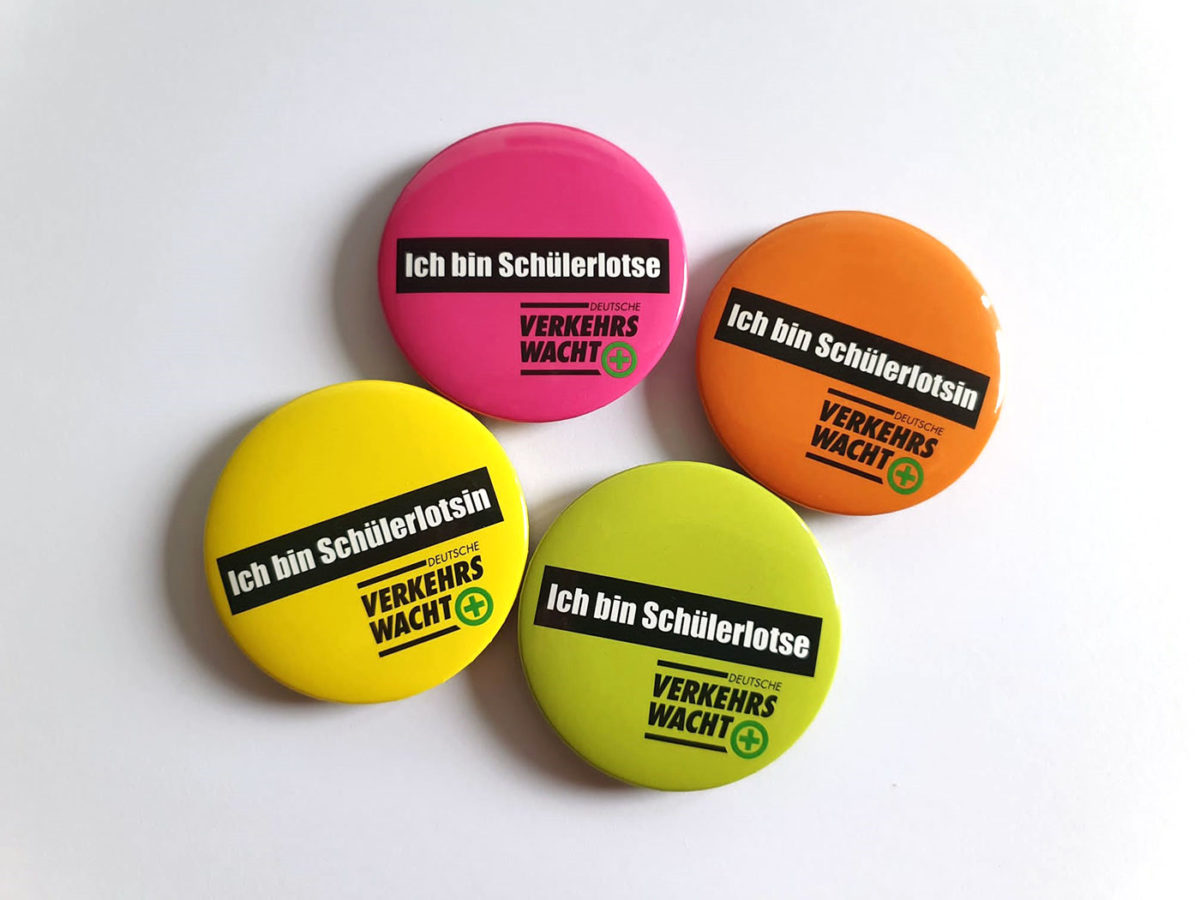 Ich bin Schülerlotse
DEUTSCHE
VERKEHRS
WACHT
Ich bin Schülerlotsin
DEUTSCHE
VERKEHRS
WACHT
Ich bin Schülerlotsin
DEUTSCHE
VERKEHRS
WACHT
Ich bin Schülerlotse
DEUTSCHE
VERKEHRS
WACHT